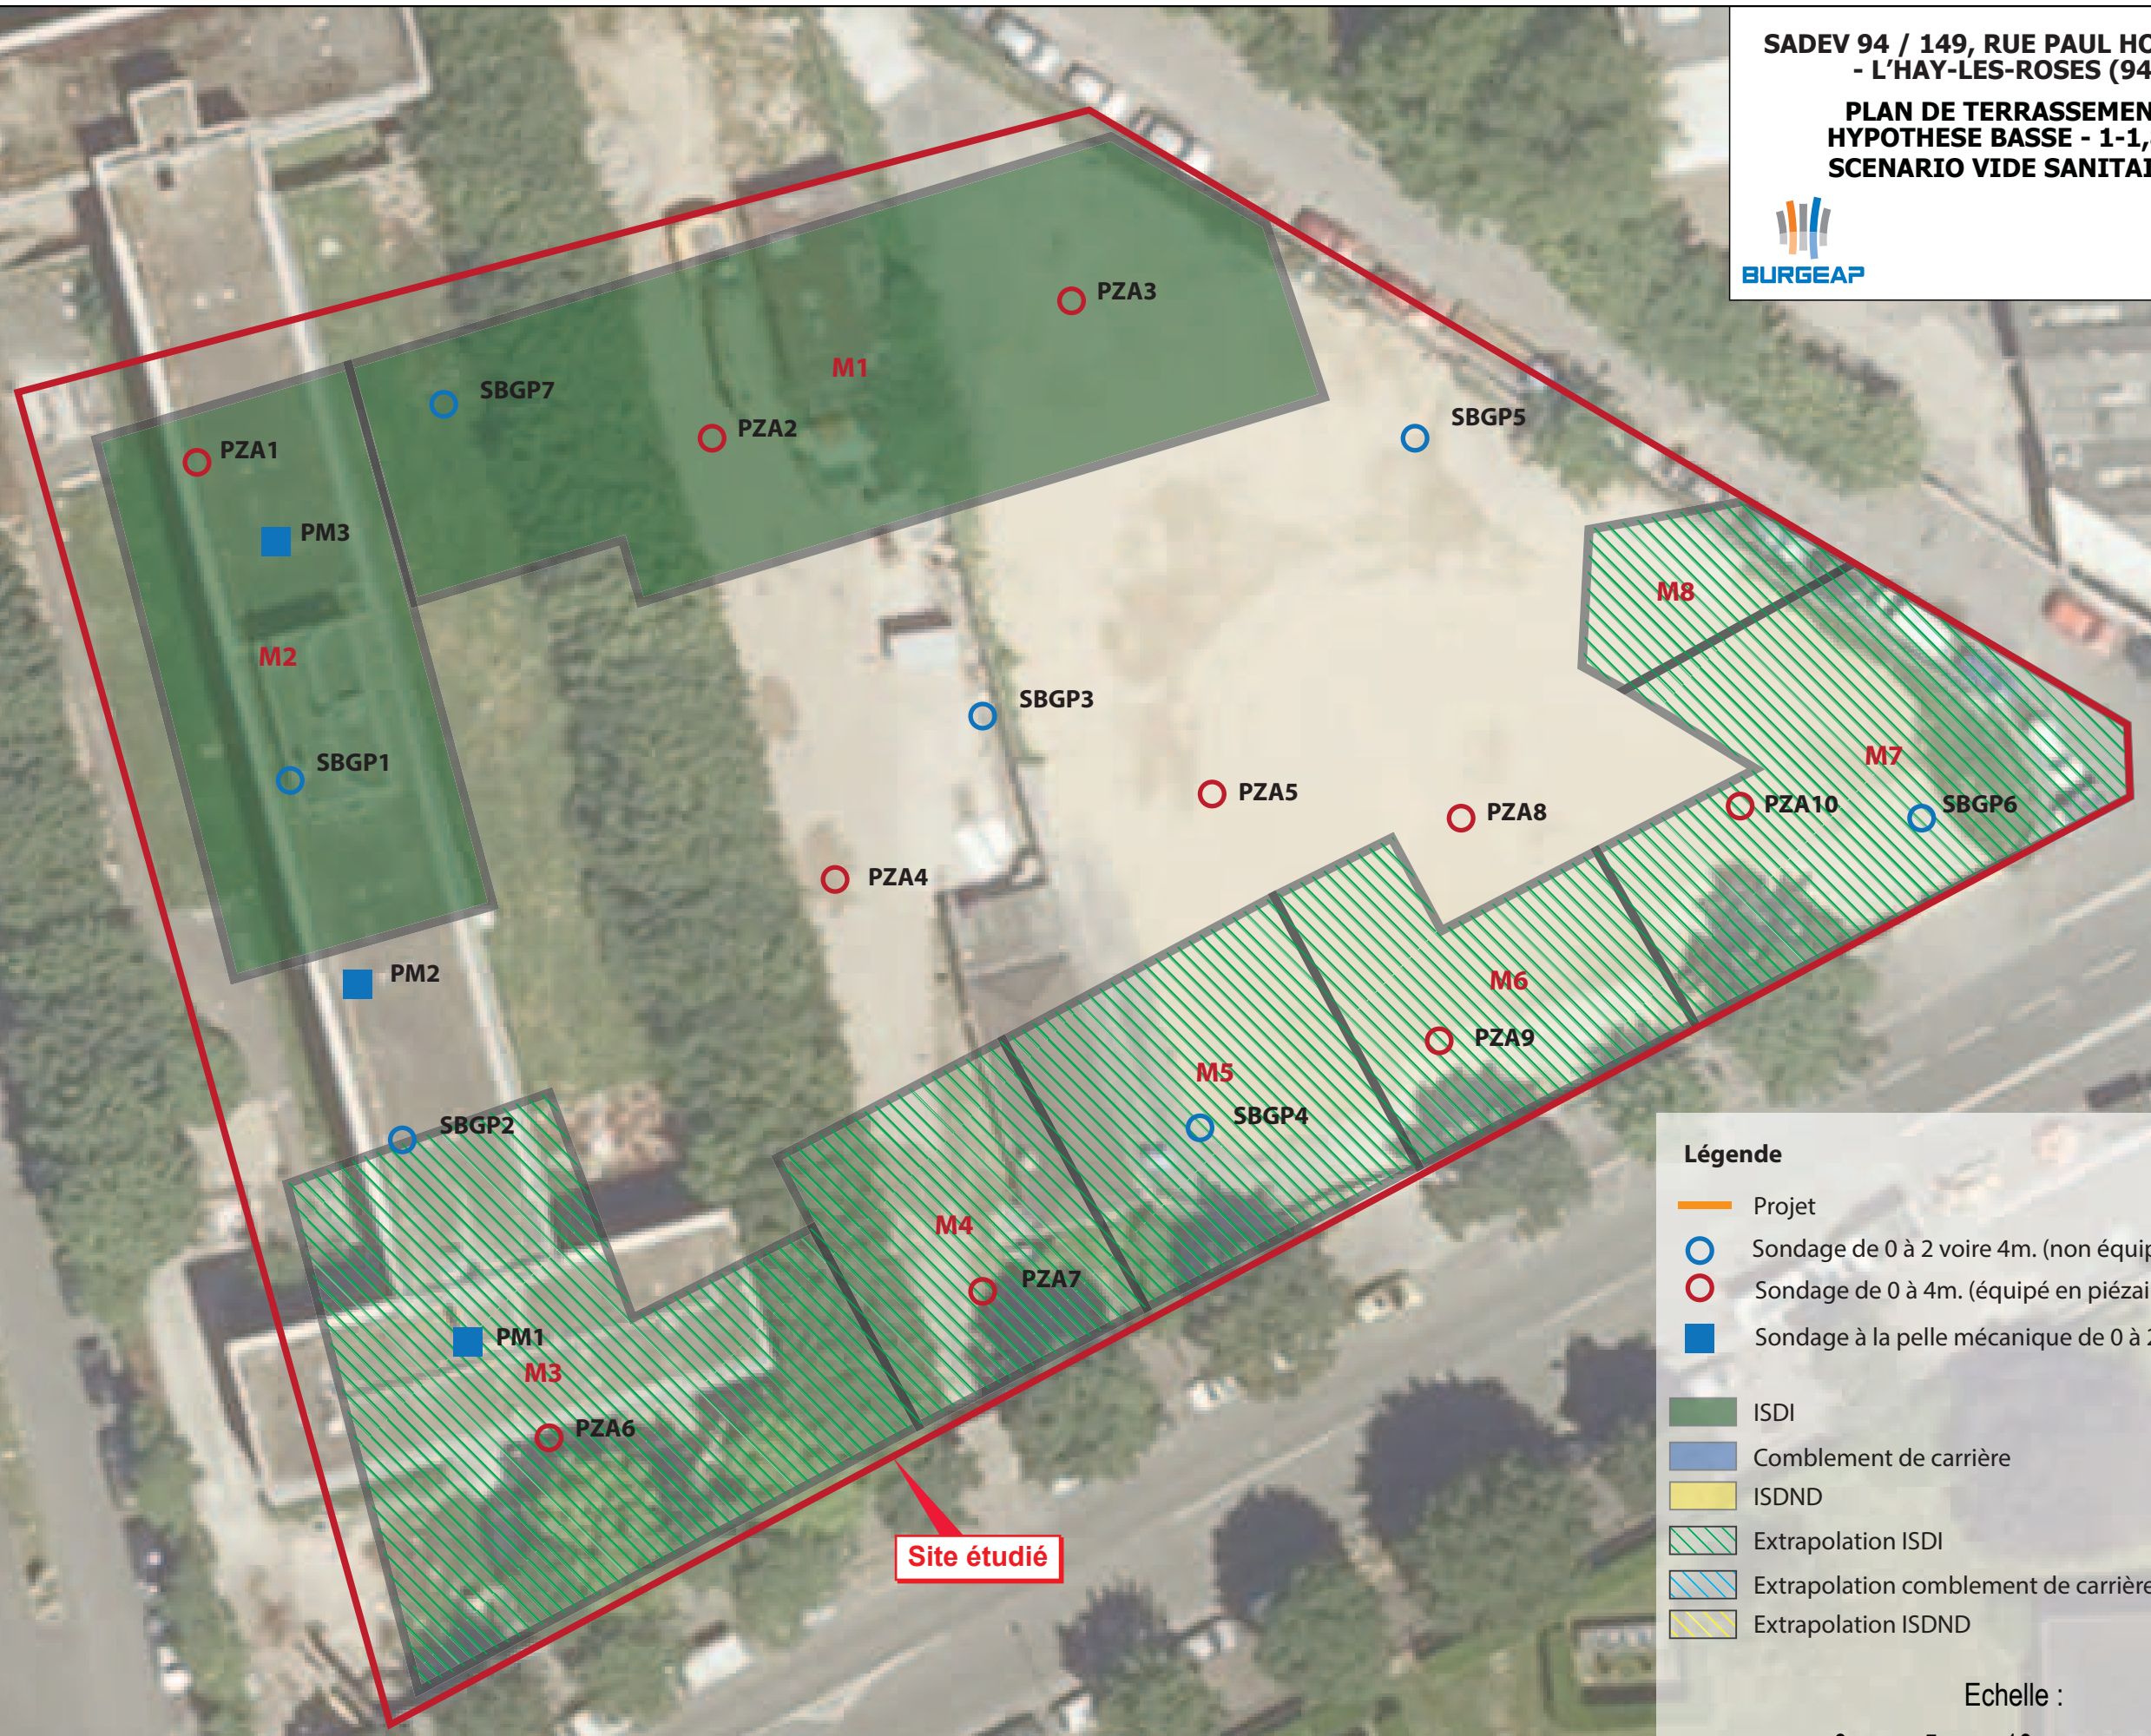 SADEV 94 / 149, RUE PAUL HO
- L'HAY-LES-ROSES (94
PLAN DE TERRASSEMEN
HYPOTHESE BASSE - 1-1,
SCENARIO VIDE SANITAI
BURGEAP
PZA3
M1
SBGP7
PZA2
SBGP5
PZA1
PM3
M8
M2
SBGP3
M7
SBGP1
PZA5
PZA8
PZA10
SBGP6
PZA4
PM2
M6
PZA9
M5
SBGP4
SBGP2
M4
PZA7
PM1
M3
PZA6
Site étudié
Légende
Projet
Sondage de 0 à 2 voire 4m. (non équip
Sondage de 0 à 4m. (équipé en piézai
Sondage à la pelle mécanique de 0 à 2
ISDI
Comblement de carrière
ISDND
Extrapolation ISDI
Extrapolation comblement de carrière
Extrapolation ISDND
Echelle :